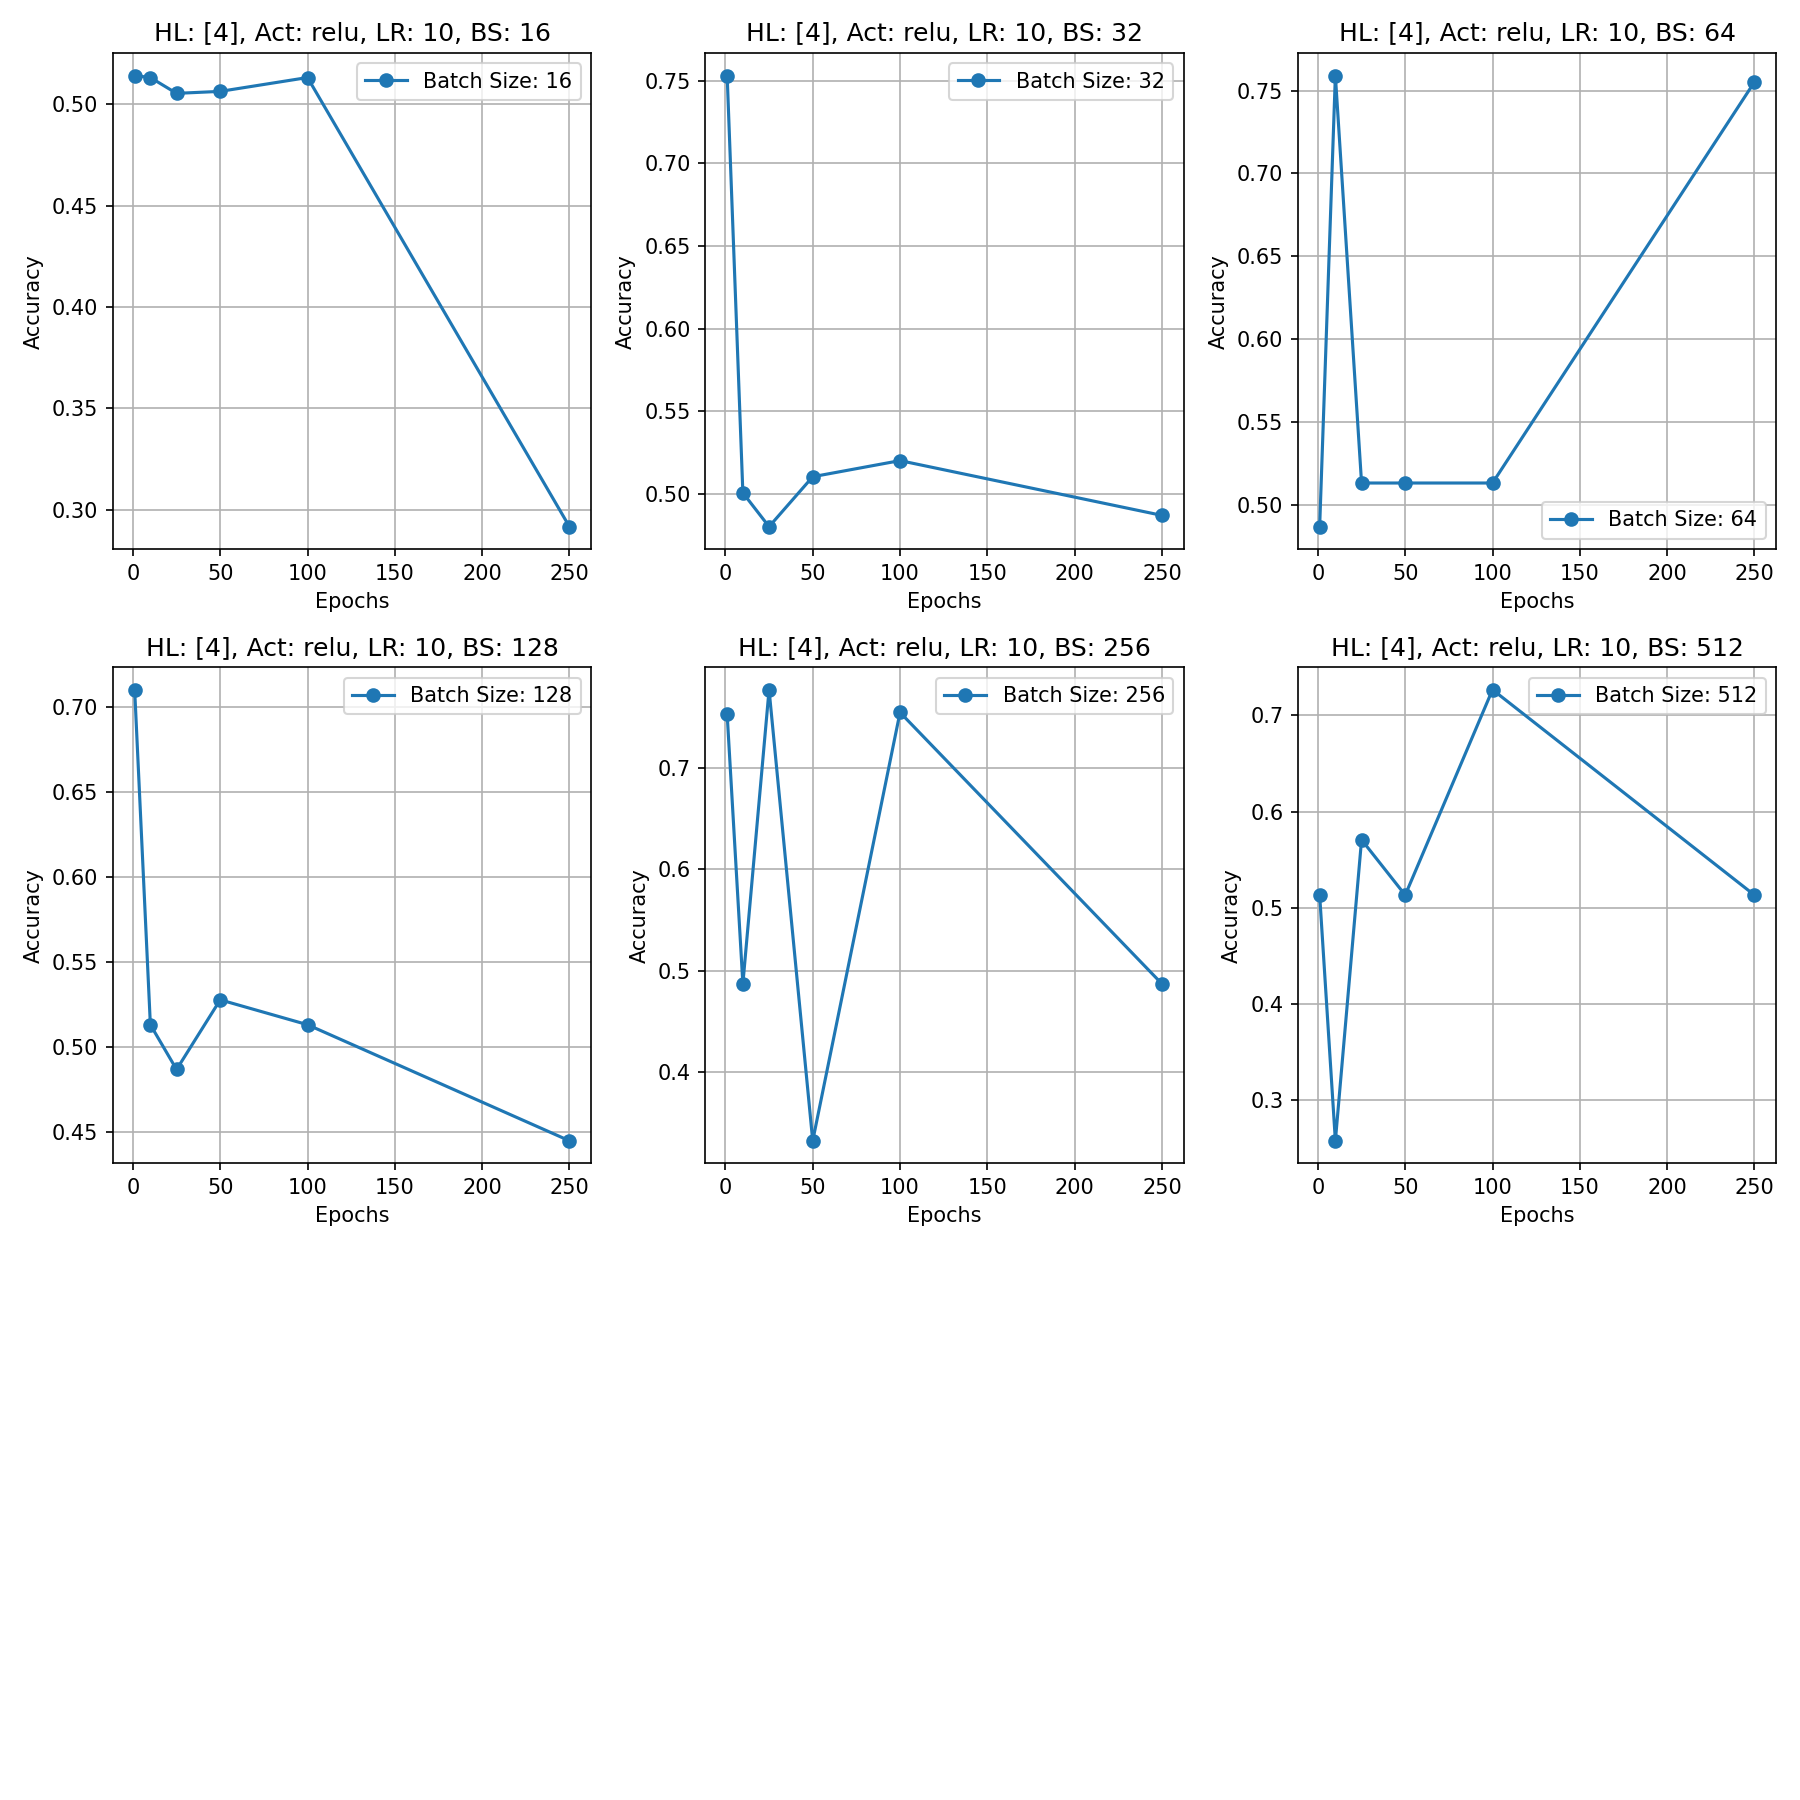 HL: [4], Act: relu, LR: 10, BS: 16
Batch Size: 16
0.50
0.45
0.40
0.35
0.30
Accuracy
0 50 100 150 200 250
Epochs
HL: [4], Act: relu, LR: 10, BS: 32
Batch Size: 32
0.75
0.70
0.65
0.60
0.55
0.50
Accuracy
0 50 100 150 200 250
Epochs
HL: [4], Act: relu, LR: 10, BS: 64
0.75
0.70
0.65
0.60
0.55
0.50
Accuracy
Batch Size: 64
0 50 100 150 200 250
Epochs
HL: [4], Act: relu, LR: 10, BS: 128
Batch Size: 128
0.70
0.65
0.60
0.55
0.50
0.45
Accuracy
0 50 100 150 200 250
Epochs
HL: [4], Act: relu, LR: 10, BS: 256
Batch Size: 256
0.7
0.6
0.5
0.4
Accuracy
0 50 100 150 200 250
Epochs
HL: [4], Act: relu, LR: 10, BS: 512
Batch Size: 512
0.7
0.6
0.5
0.4
0.3
Accuracy
0 50 100 150 200 250
Epochs